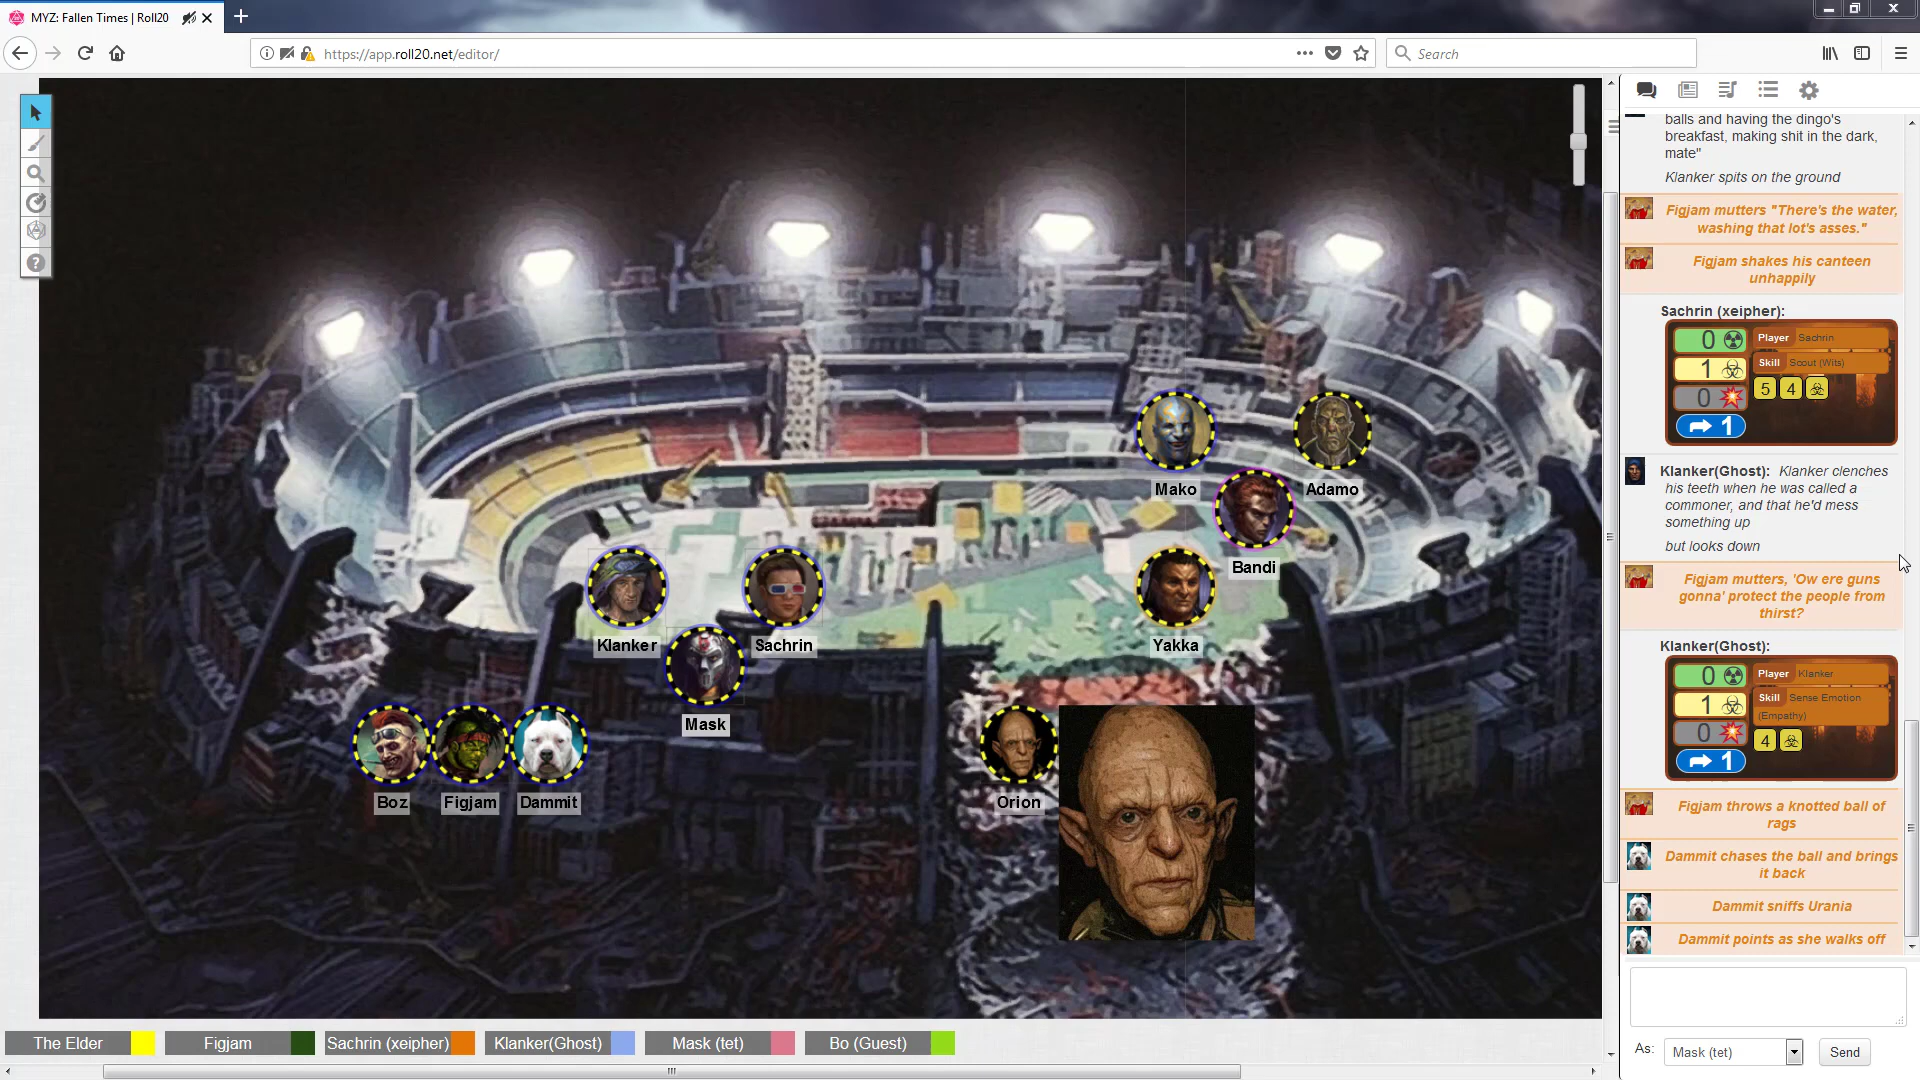 MYZ: Fallen Times | Roll20
https://app.roll20.net/editor/
Search
balls and having the dingo's
breakfast, making shit in the dark,
mate"
Klanker spits on the ground
Figjam mutters "There's the water,
washing that lot's asses."
Figjam shakes his canteen
unhappily
Sachrin (xeipher):
0
Player Sachrin
1
Skill Scout (Wits)
0
5 4
1
Klanker(Ghost): Klanker clenches
his teeth when he was called a
commoner, and that he'd mess
something up
but looks down
Figjam mutters, 'Ow ere guns
gonna' protect the people from
thirst?
Klanker(Ghost):
0
Player Klanker
1
Skill Sense Emotion
(Empathy)
0
4
1
Figjam throws a knotted ball of
rags
Dammit chases the ball and brings
it back
Dammit sniffs Urania
Dammit points as she walks off
As: Mask (tet) Send
Mako
Adamo
Bandi
Klanker
Sachrin
Yakka
Mask
Boz
Figjam
Dammit
Orion
The Elder
Figjam
Sachrin (xeipher)
Klanker(Ghost)
Mask (tet)
Bo (Guest)